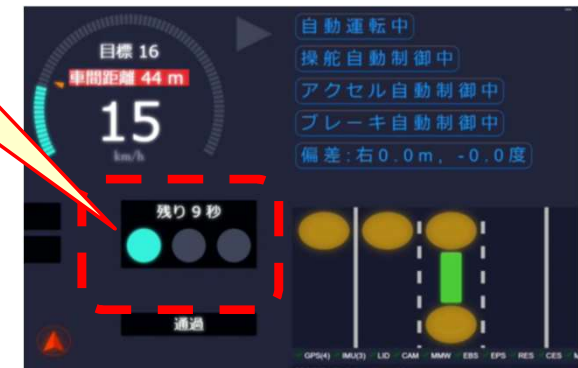 目標 16
車間距離 44 m
15
km/h
自動運転中
操舵自動制御中
アクセル自動制御中
ブレーキ自動制御中
偏差:右0.0m, -0.0度
残り 9 秒
通過
GPS(4) IMU(3) LID CAM MMW EBS EPS RES CES